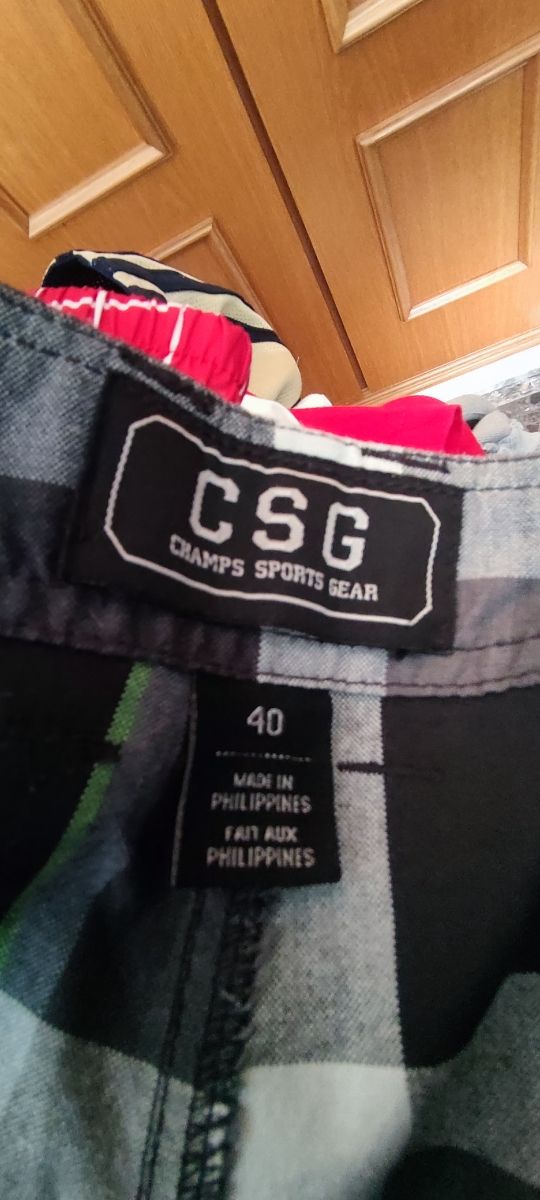 CSG
CHAMPS SPORTS GEAR
40
MADE IN
PHILIPPINES
FAIT AUX
PHILIPPINES